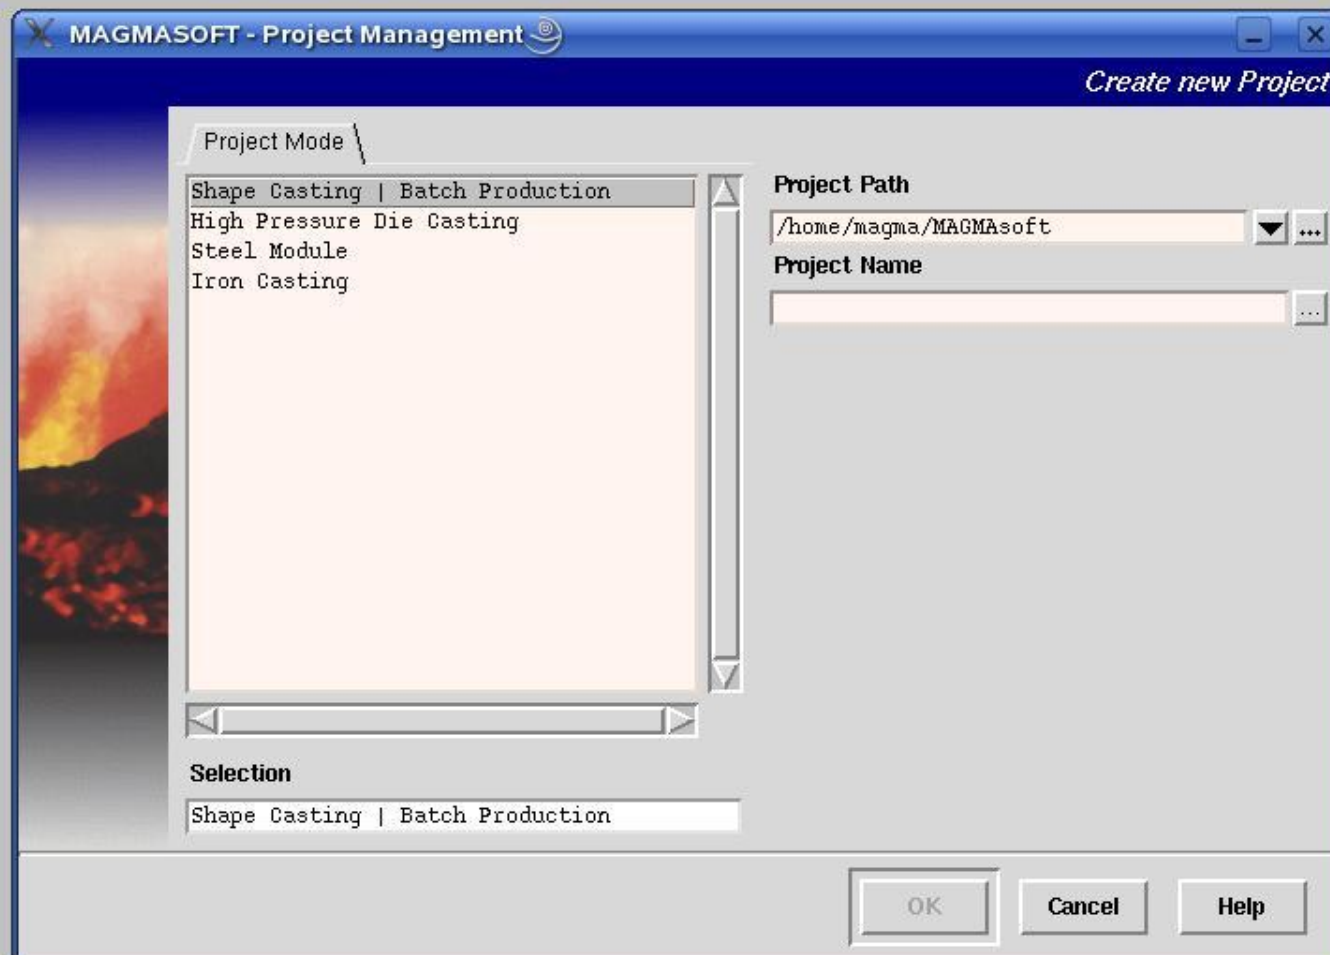 MAGMASOFT - Project Management
Create new Project
Project Mode
Shape Casting | Batch Production
High Pressure Die Casting
Steel Module
Iron Casting
Project Path
/home/magma/MAGMAsoft
...
Project Name
...
Selection
Shape Casting | Batch Production
OK
Cancel
Help